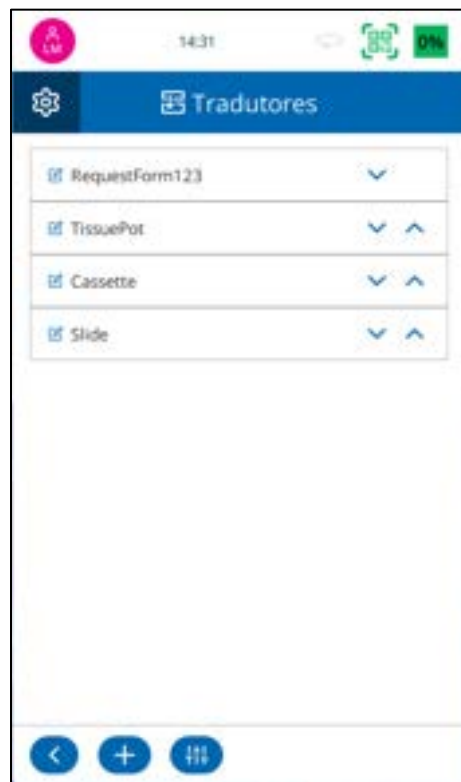 LM
14:31
0%
Tradutores
RequestForm123
TissuePot
Cassette
Slide